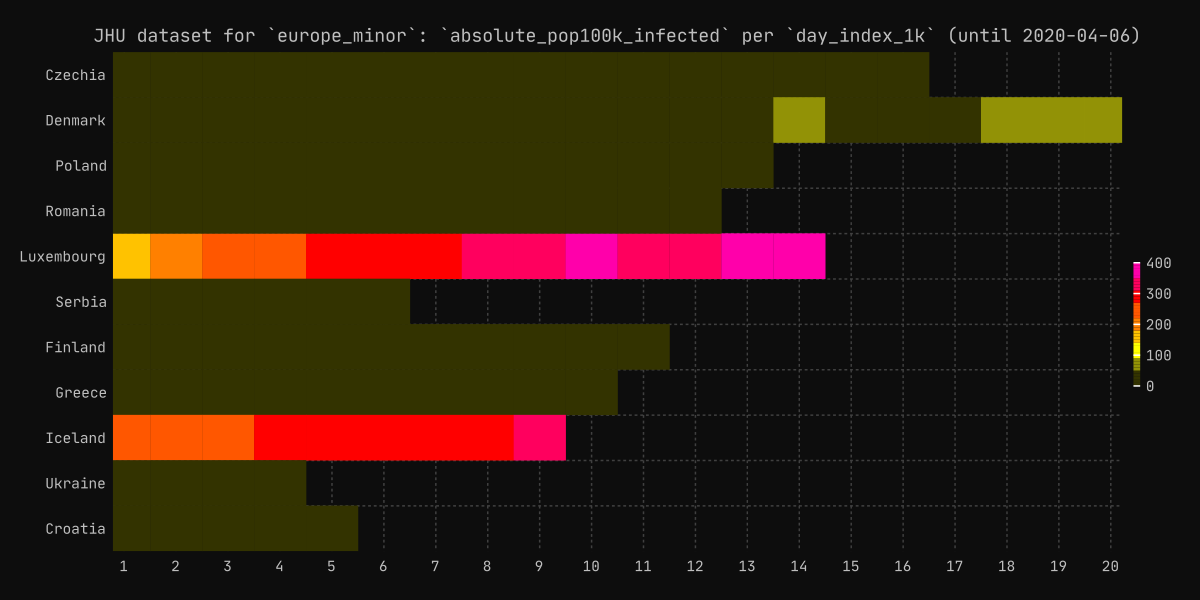 JHU dataset for `europe_minor`: `absolute_pop100k_infected` per `day_index_1k` (until 2020-04-06)
Czechia
Denmark
Poland
Romania
Luxembourg
Serbia
Finland
Greece
Iceland
Ukraine
Croatia
1 2 3 4 5 6 7 8 9 10 11 12 13 14 15 16 17 18 19 20
400
300
200
100
0